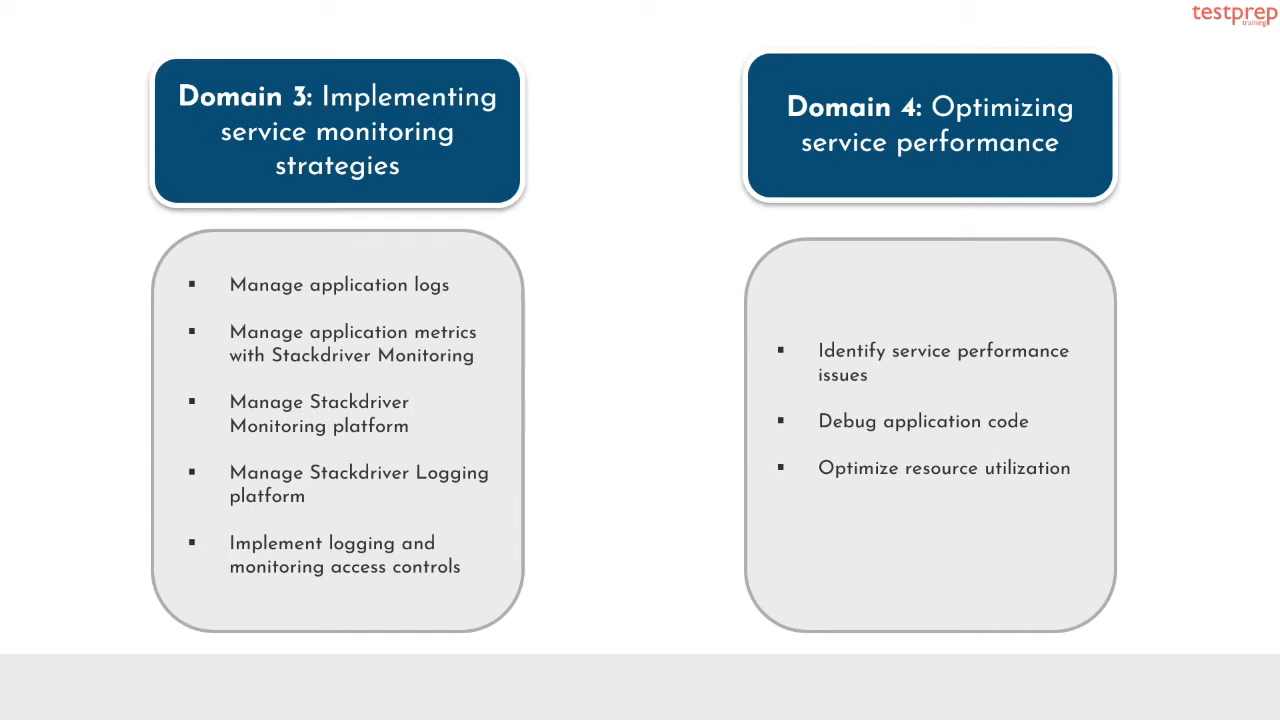 testprep
training
Domain 3: Implementing
service monitoring
strategies
Manage application logs
Manage application metrics
with Stackdriver Monitoring
Manage Stackdriver
Monitoring platform
Manage Stackdriver Logging
platform
Implement logging and
monitoring access controls
Domain 4: Optimizing
service performance
Identify service performance
issues
Debug application code
Optimize resource utilization